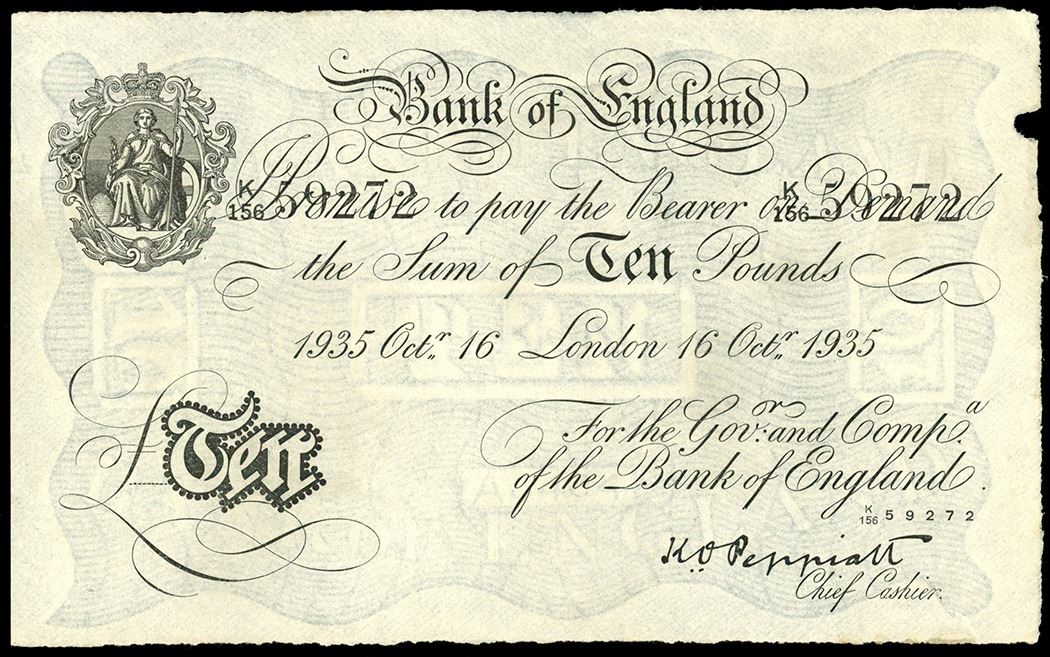 Bank of England
K/156 59272 I Promise to pay the Bearer on Demand K/156 59272
the Sum of Ten Pounds
1935 Octr. 16 London 16 Octr. 1935
For the Govr. and Compa.
of the Bank of England.
K/156 59272
£ Ten
K.O. Peppiatt
Chief Cashier.